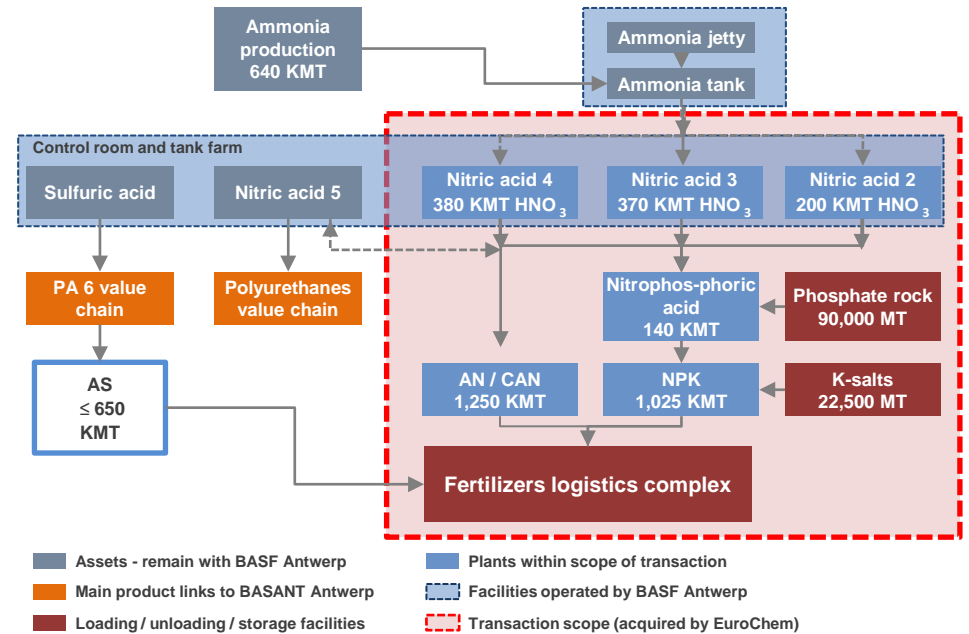 Ammonia
production
640 KMT
Ammonia jetty
Ammonia tank
Control room and tank farm
Sulfuric acid
Nitric acid 5
Nitric acid 4
380 KMT HNO₃
Nitric acid 3
370 KMT HNO₃
Nitric acid 2
200 KMT HNO₃
PA 6 value
chain
Polyurethanes
value chain
Nitrophos-phoric
acid
140 KMT
Phosphate rock
90,000 MT
AS
≤ 650
KMT
AN / CAN
1,250 KMT
NPK
1,025 KMT
K-salts
22,500 MT
Fertilizers logistics complex
Assets - remain with BASF Antwerp
Main product links to BASANT Antwerp
Loading / unloading / storage facilities
Plants within scope of transaction
Facilities operated by BASF Antwerp
Transaction scope (acquired by EuroChem)